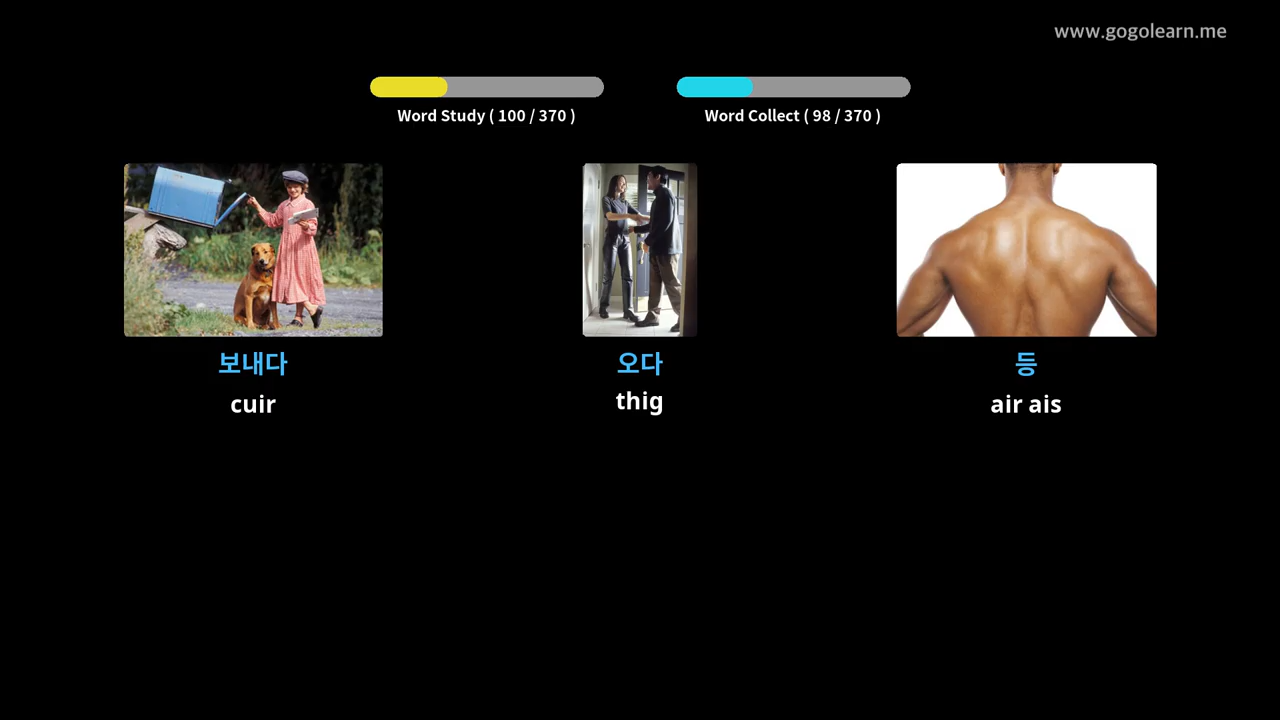 www.gogolearn.me
Word Study ( 100 / 370 )
Word Collect ( 98 / 370 )
보내다
오다
등
cuir
thig
air ais